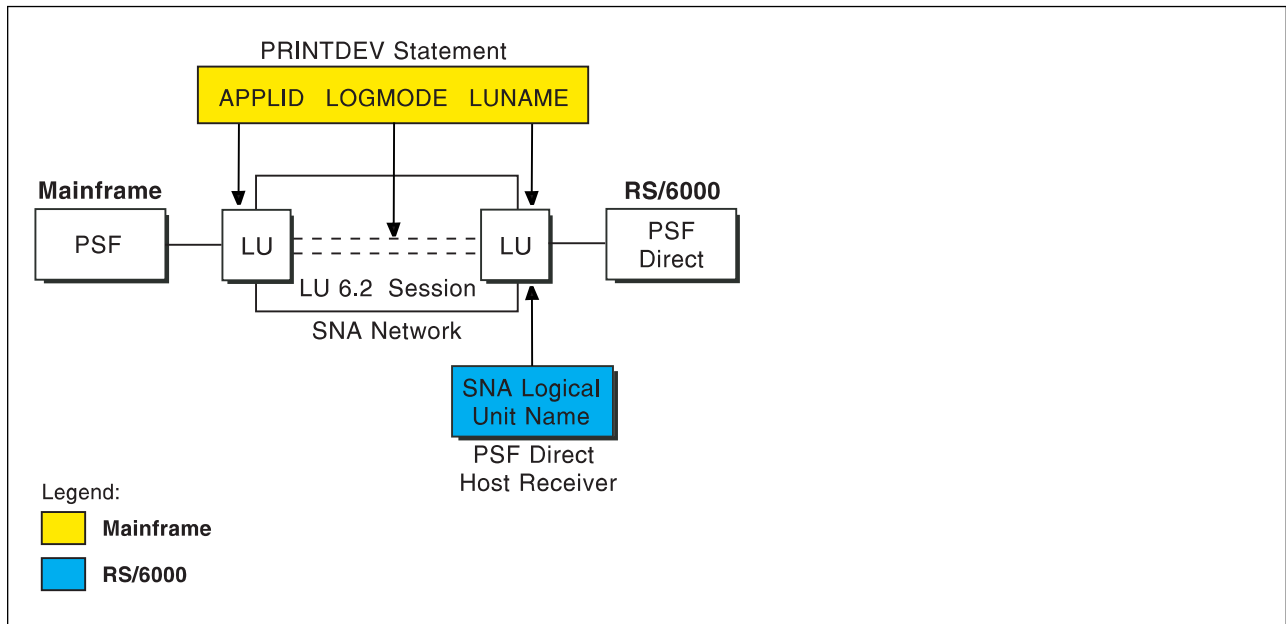 PRINTDEV Statement
APPLID LOGMODE LUNAME
Mainframe
RS/6000
PSF
LU
LU
PSF
Direct
LU 6.2 Session
SNA Network
SNA Logical
Unit Name
PSF Direct
Host Receiver
Legend:
Mainframe
RS/6000